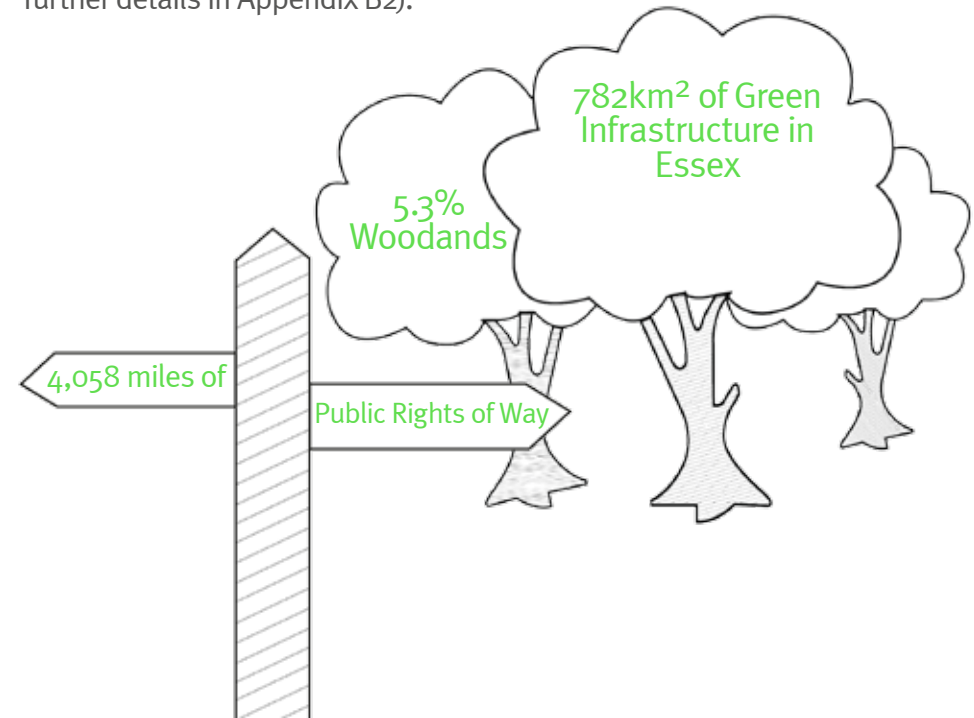 further details in Appendix B2).
782km² of Green
Infrastructure in
Essex
5.3%
Woodands
4,058 miles of
Public Rights of Way